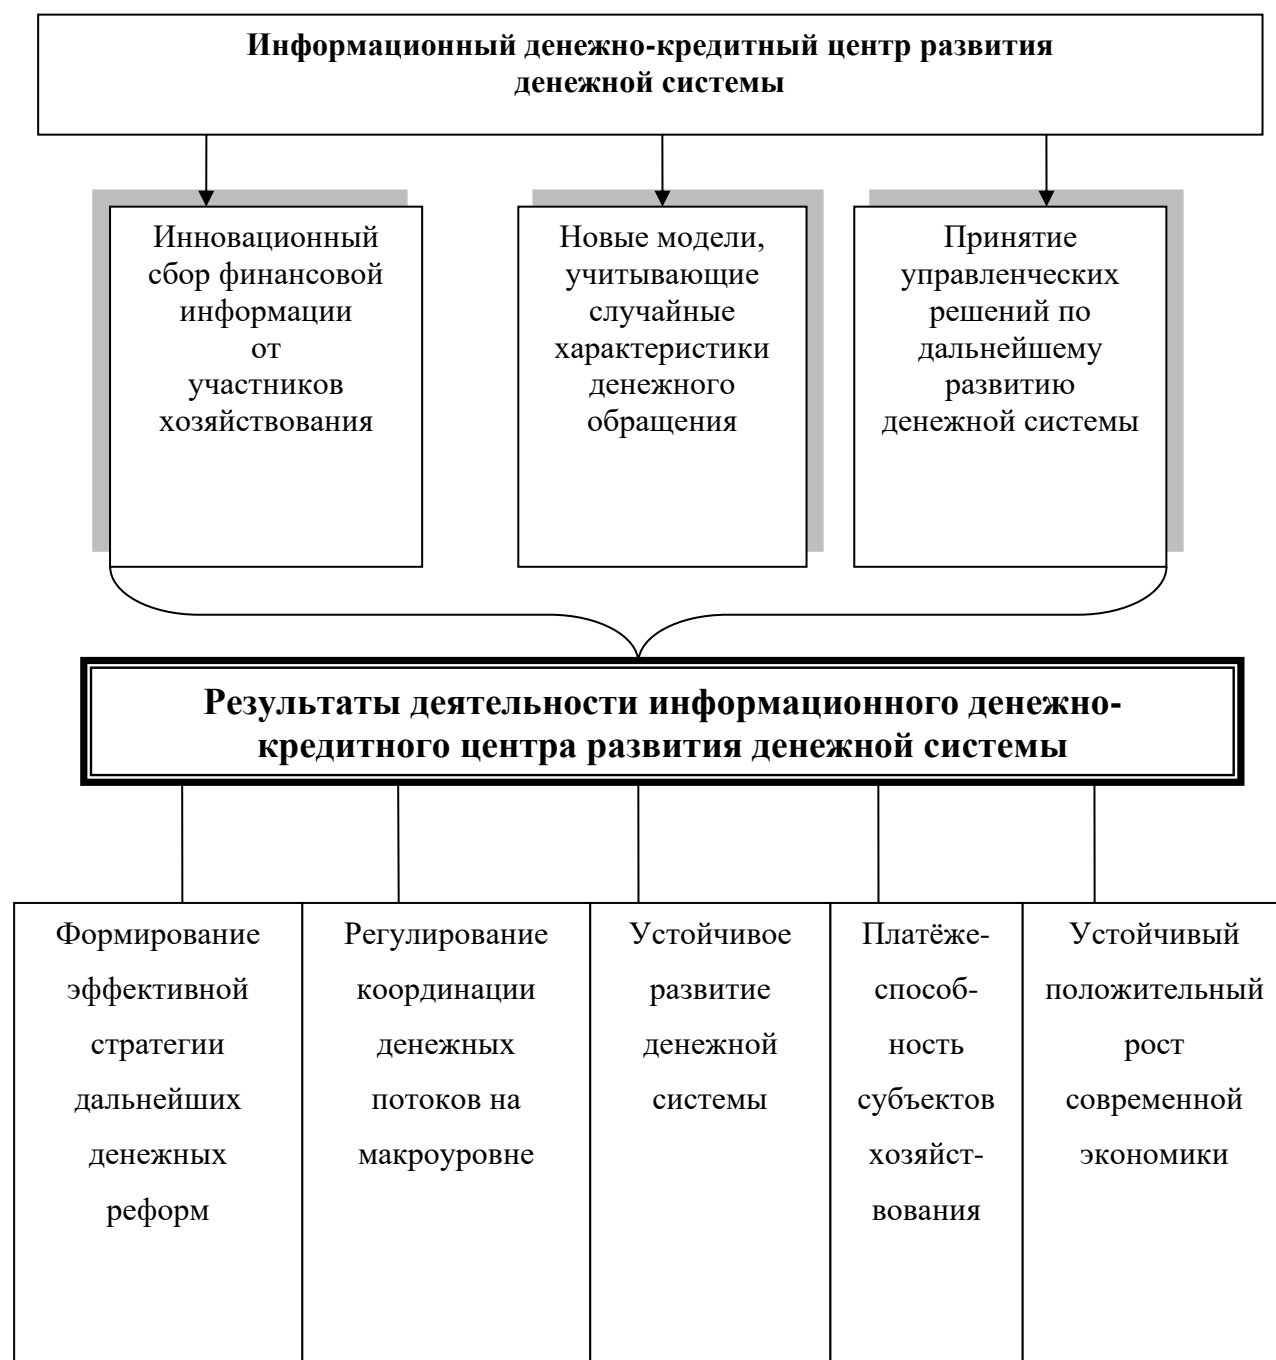 Информационный денежно-кредитный центр развития
денежной системы
Инновационный
сбор финансовой
информации
от
участников
хозяйствования
Новые модели,
учитывающие
случайные
характеристики
денежного
обращения
Принятие
управленческих
решений по
дальнейшему
развитию
денежной системы
Результаты деятельности информационного денежно-
кредитного центра развития денежной системы
Формирование
эффективной
стратегии
дальнейших
денежных
реформ
Регулирование
координации
денежных
потоков на
макроуровне
Устойчивое
развитие
денежной
системы
Платёже-
способ-
ность
субъектов
хозяйст-
вования
Устойчивый
положительный
рост
современной
экономики